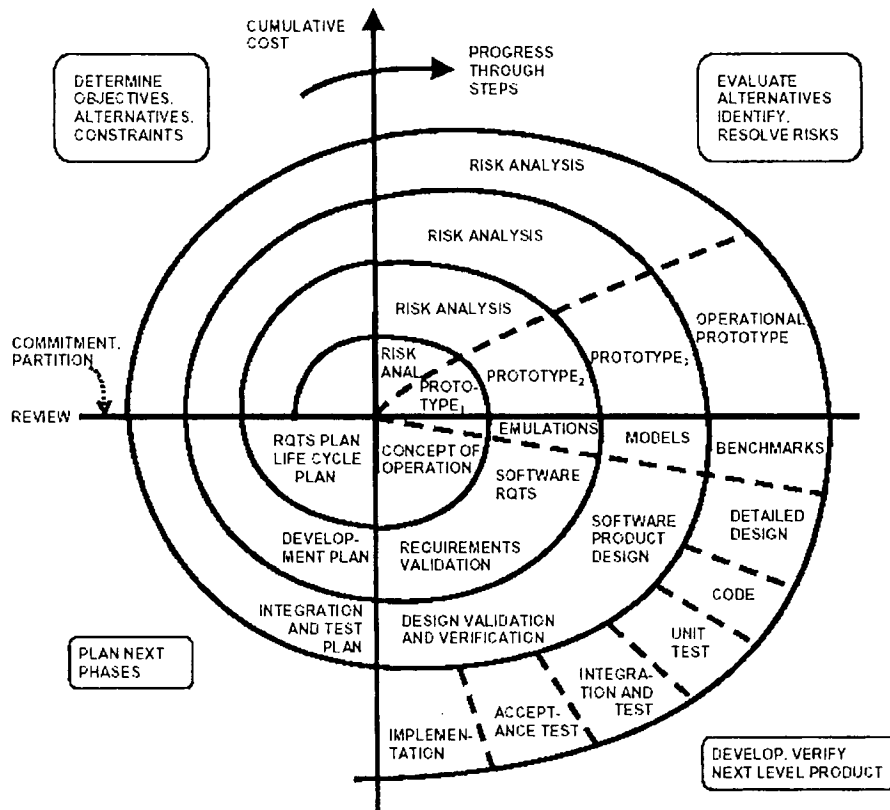 CUMULATIVE
COST
PROGRESS
THROUGH
STEPS
DETERMINE
OBJECTIVES,
ALTERNATIVES,
CONSTRAINTS
EVALUATE
ALTERNATIVES
IDENTIFY,
RESOLVE RISKS
RISK ANALYSIS
RISK ANALYSIS
RISK ANALYSIS
RISK
ANAL.
COMMITMENT,
PARTITION
REVIEW
PROTO-
TYPE1
PROTOTYPE2
PROTOTYPE3
OPERATIONAL
PROTOTYPE
EMULATIONS
MODELS
BENCHMARKS
RQTS PLAN
LIFE CYCLE
PLAN
CONCEPT OF
OPERATION
SOFTWARE
RQTS
SOFTWARE
PRODUCT
DESIGN
DETAILED
DESIGN
DEVELOP-
MENT PLAN
REQUIREMENTS
VALIDATION
CODE
INTEGRATION
AND TEST
PLAN
DESIGN VALIDATION
AND VERIFICATION
UNIT
TEST
INTEGRA-
TION AND
TEST
ACCEPT-
ANCE TEST
IMPLEMEN-
TATION
PLAN NEXT
PHASES
DEVELOP, VERIFY
NEXT LEVEL PRODUCT